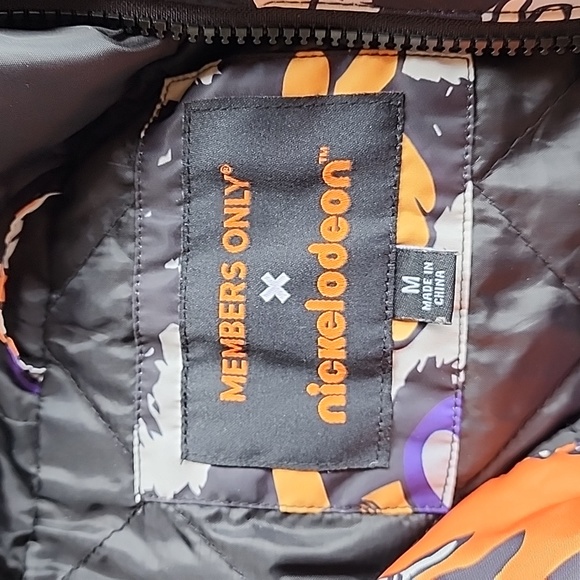 MEMBERS ONLY®
×
nickelodeon™
M
MADE IN
CHINA